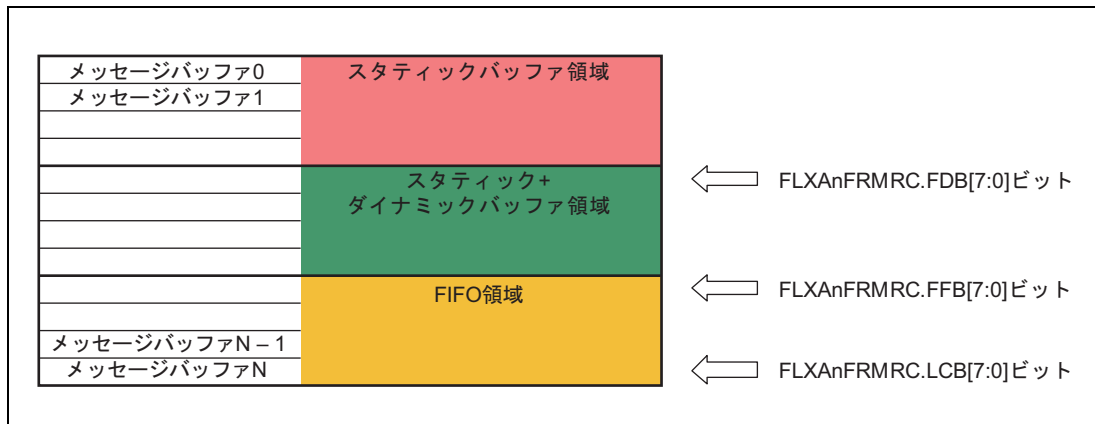 メッセージバッファ0 スタティックバッファ領域
メッセージバッファ1
スタティック+
ダイナミックバッファ領域
FLXAnFRMRC.FDB[7:0]ビット
FIFO領域
FLXAnFRMRC.FFB[7:0]ビット
メッセージバッファN – 1
メッセージバッファN
FLXAnFRMRC.LCB[7:0]ビット